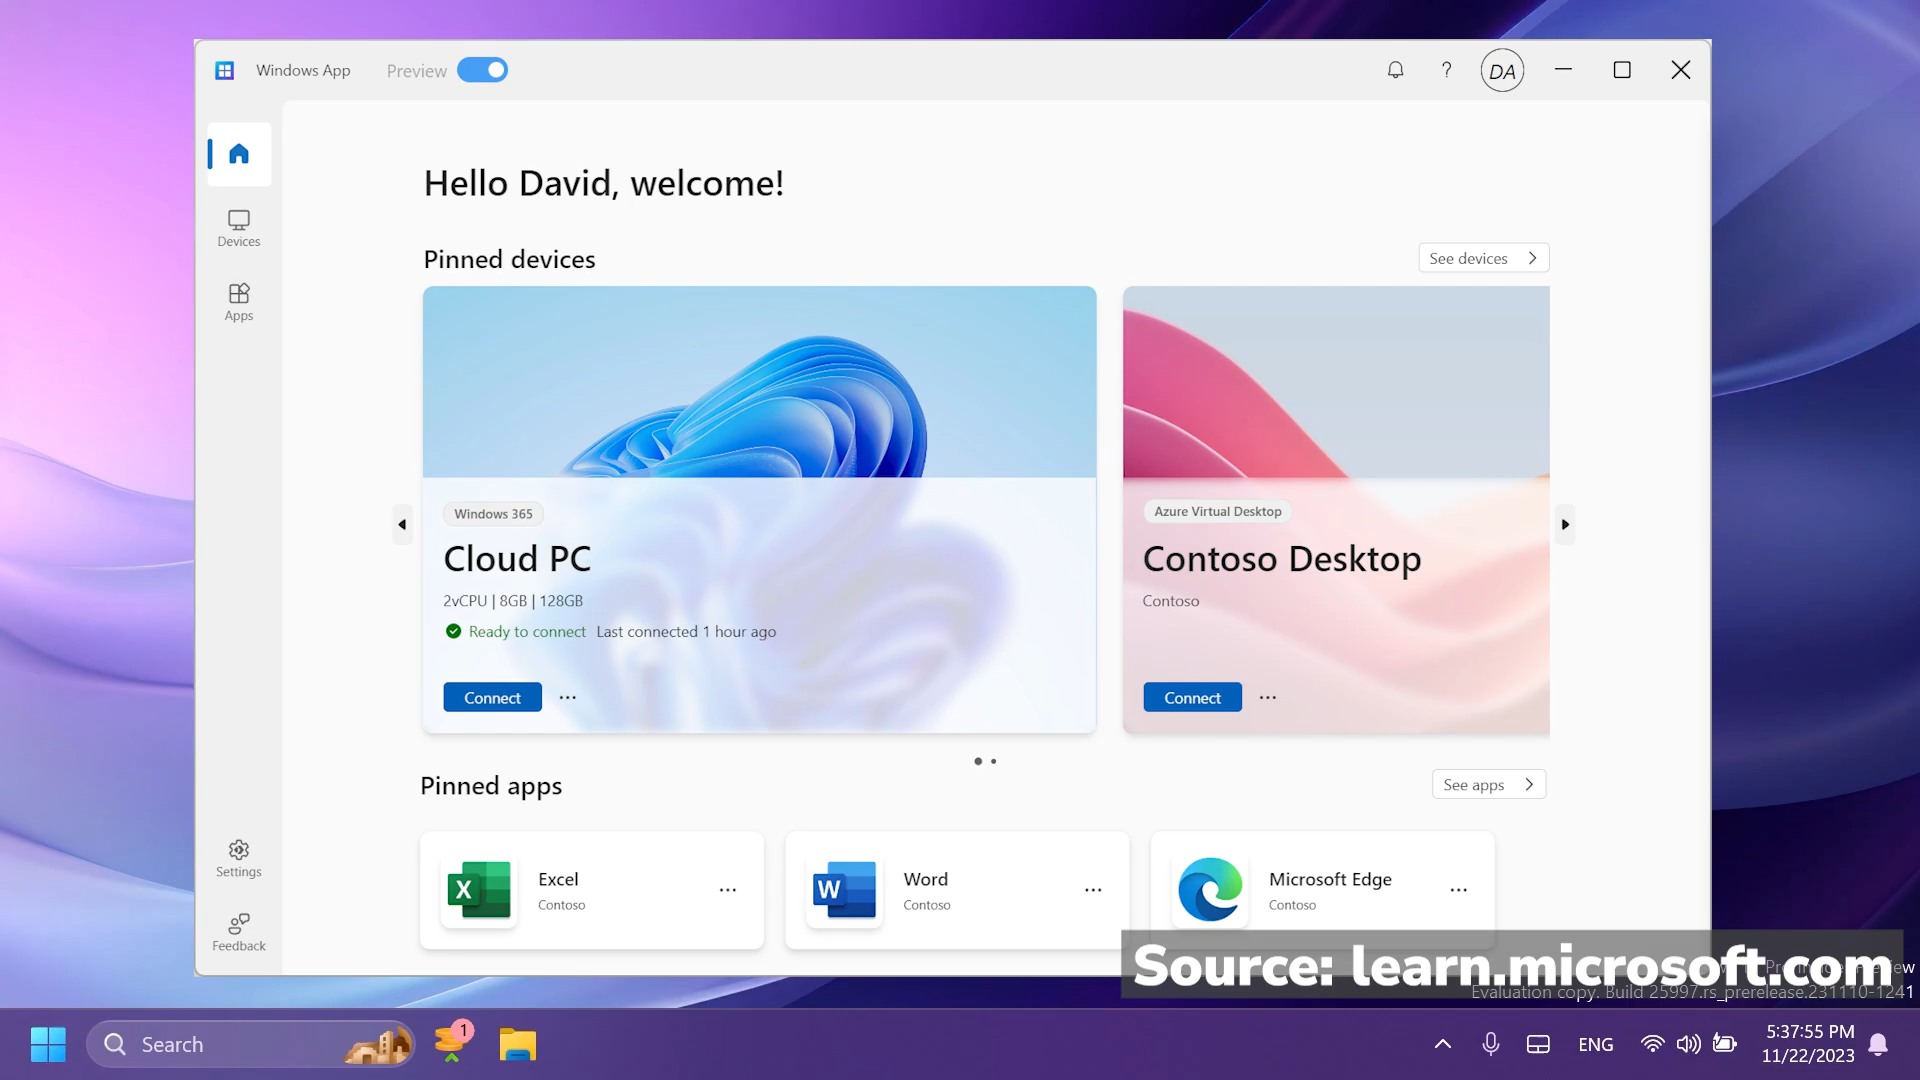 Windows App
Preview
?
DA
Devices
Apps
Settings
Feedback
Hello David, welcome!
Pinned devices
See devices
Windows 365
Cloud PC
2vCPU | 8GB | 128GB
Ready to connect Last connected 1 hour ago
Connect
Azure Virtual Desktop
Contoso Desktop
Contoso
Connect
Pinned apps
See apps
X
Excel
Contoso
W
Word
Contoso
Microsoft Edge
Contoso
Source: learn.microsoft.com
Evaluation copy. Build 25997.rs_prerelease.231110-1241
Search
1
ENG
5:37:55 PM
11/22/2023